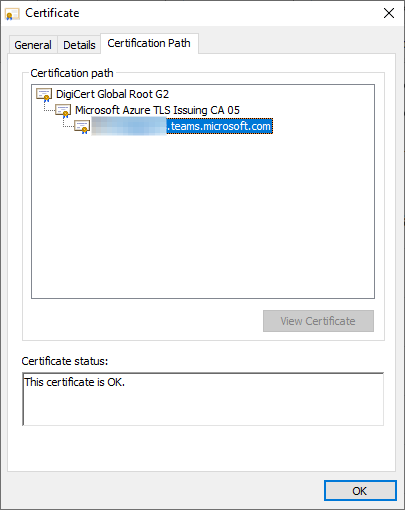 Certificate
General
Details
Certification Path
Certification path
DigiCert Global Root G2
Microsoft Azure TLS Issuing CA 05
.teams.microsoft.com
View Certificate
Certificate status:
This certificate is OK.
OK